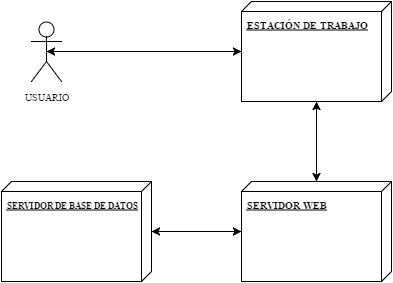 ESTACIÓN DE TRABAJO
USUARIO
SERVIDOR DE BASE DE DATOS
SERVIDOR WEB